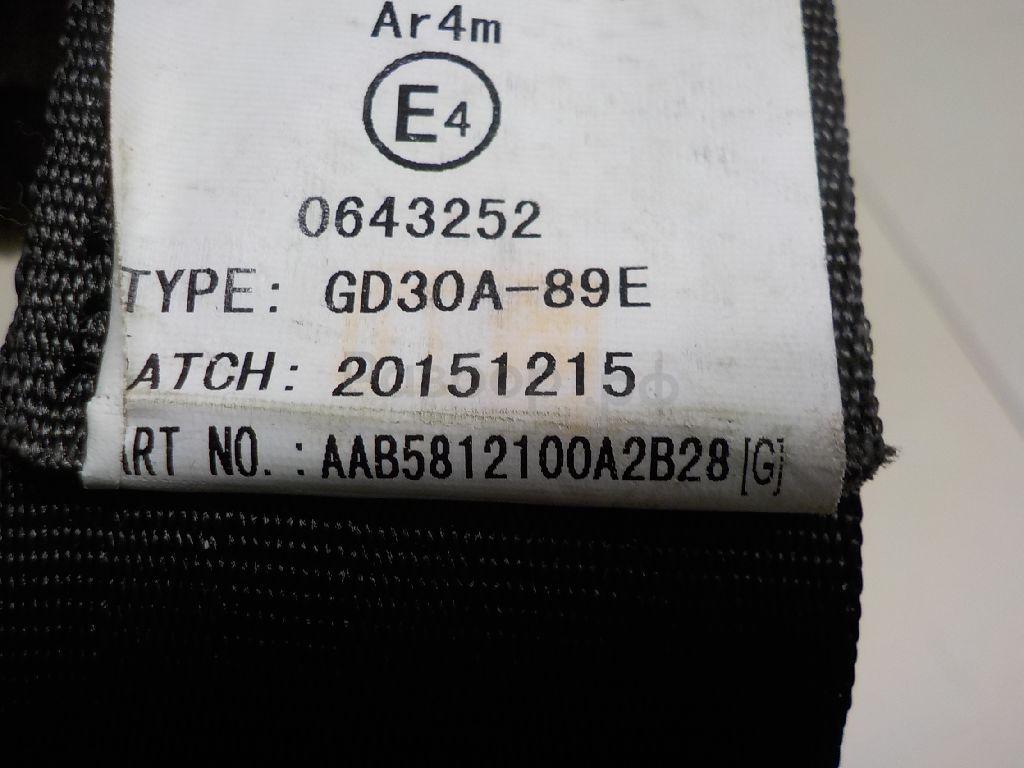 Ar4m
E4
0643252
TYPE: GD30A-89E
ATCH: 20151215
RT NO.: AAB5812100A2B28[G]